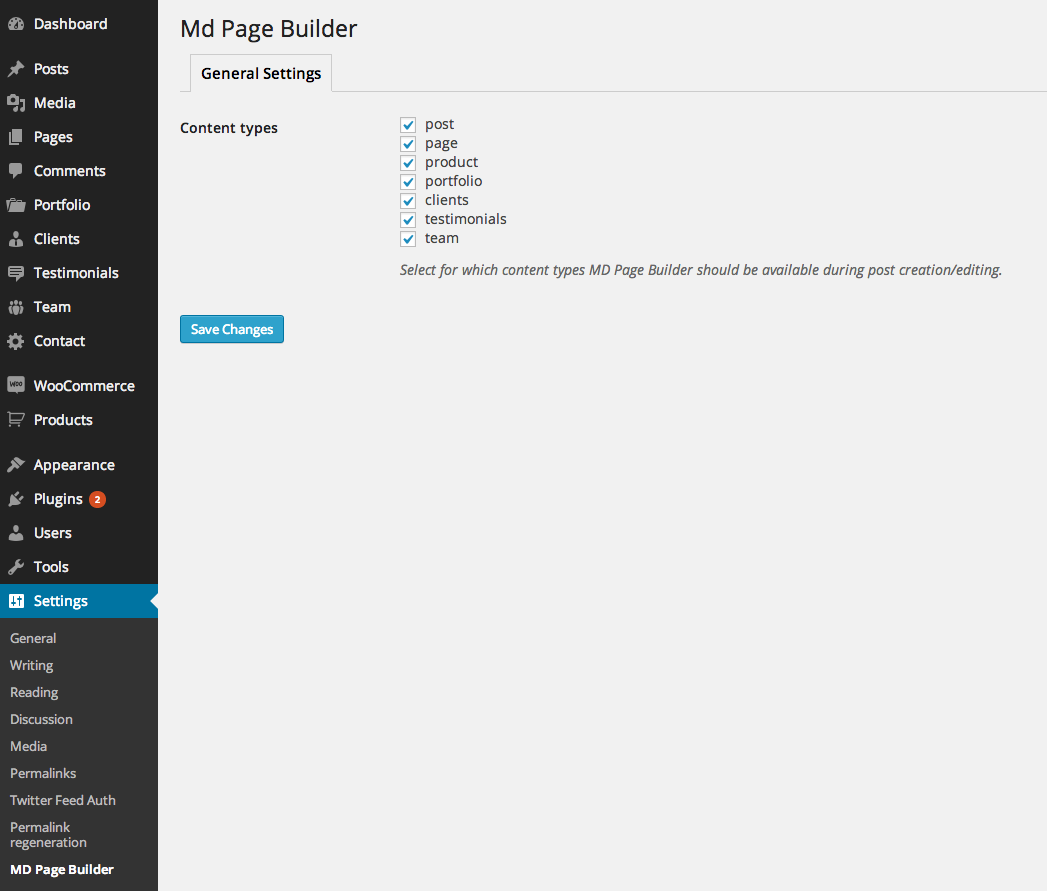 Dashboard
Posts
Media
Pages
Comments
Portfolio
Clients
Testimonials
Team
Contact
WOO
WooCommerce
Products
Appearance
Plugins 2
Users
Tools
Settings
General
Writing
Reading
Discussion
Media
Permalinks
Twitter Feed Auth
Permalink
regeneration
MD Page Builder
Md Page Builder
General Settings
Content types
post
page
product
portfolio
clients
testimonials
team
Select for which content types MD Page Builder should be available during post creation/editing.
Save Changes